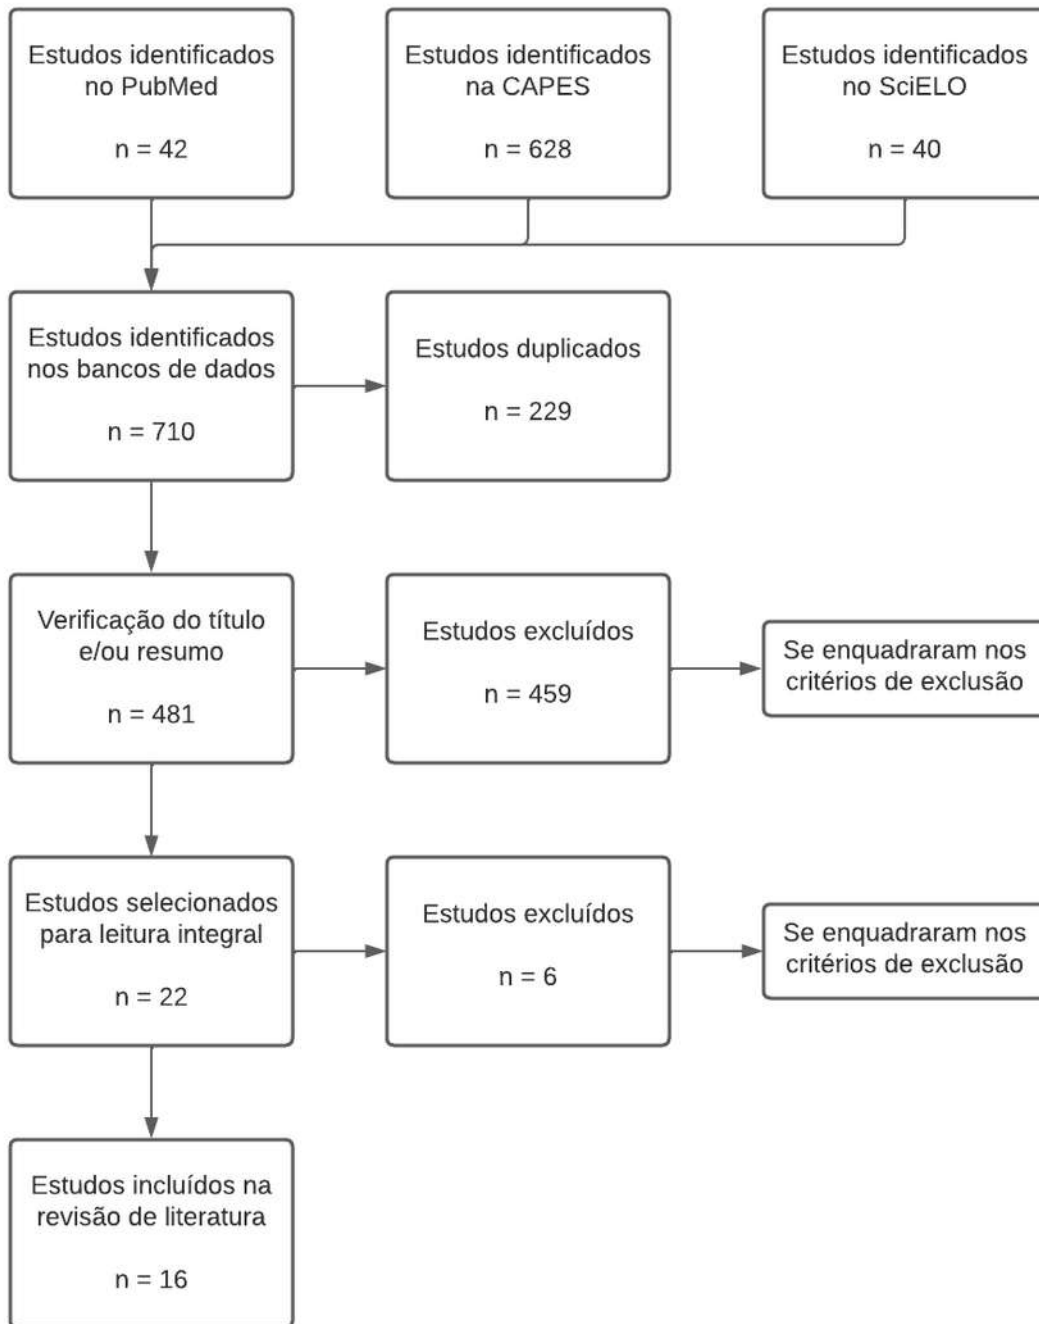 Estudos identificados
no PubMed
n = 42
Estudos identificados
na CAPES
n = 628
Estudos identificados
no SciELO
n = 40
Estudos identificados
nos bancos de dados
n = 710
Estudos duplicados
n = 229
Verificação do título
e/ou resumo
n = 481
Estudos excluídos
n = 459
Se enquadraram nos
critérios de exclusão
Estudos selecionados
para leitura integral
n = 22
Estudos excluídos
n = 6
Se enquadraram nos
critérios de exclusão
Estudos incluídos na
revisão de literatura
n = 16